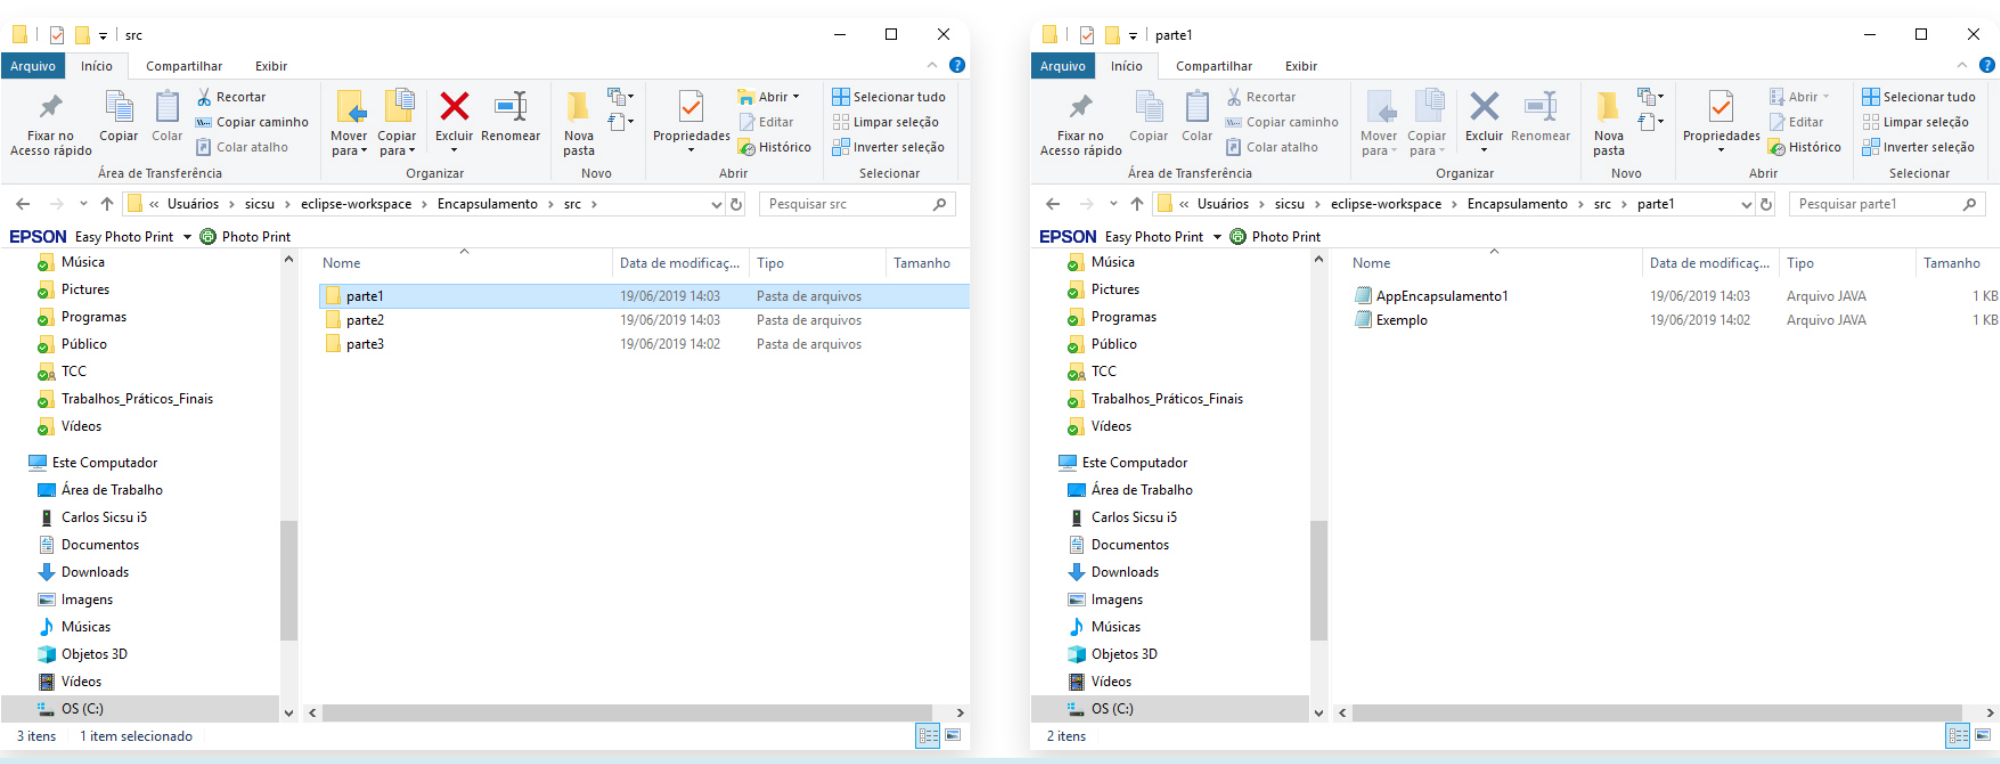 src
Arquivo Início Compartilhar Exibir
Fixar no Acesso rápido
Copiar
Colar
Recortar
Copiar caminho
Colar atalho
Mover para
Copiar para
Excluir
Renomear
Nova pasta
Propriedades
Abrir
Editar
Histórico
Selecionar tudo
Limpar seleção
Inverter seleção
Área de Transferência Organizar Novo Abrir Selecionar
« Usuários > sicsu > eclipse-workspace > Encapsulamento > src > Pesquisar src
EPSON Easy Photo Print Photo Print
Música
Pictures
Programas
Público
TCC
Trabalhos_Práticos_Finais
Vídeos
Este Computador
Área de Trabalho
Carlos Sicsu i5
Documentos
Downloads
Imagens
Músicas
Objetos 3D
Vídeos
OS (C:)
Nome Data de modificaç... Tipo Tamanho
parte1 19/06/2019 14:03 Pasta de arquivos
parte2 19/06/2019 14:03 Pasta de arquivos
parte3 19/06/2019 14:02 Pasta de arquivos
3 itens 1 item selecionado
parte1
Arquivo Início Compartilhar Exibir
Fixar no Acesso rápido
Copiar
Colar
Recortar
Copiar caminho
Colar atalho
Mover para
Copiar para
Excluir
Renomear
Nova pasta
Propriedades
Abrir
Editar
Histórico
Selecionar tudo
Limpar seleção
Inverter seleção
Área de Transferência Organizar Novo Abrir Selecionar
« Usuários > sicsu > eclipse-workspace > Encapsulamento > src > parte1 Pesquisar parte1
EPSON Easy Photo Print Photo Print
Música
Pictures
Programas
Público
TCC
Trabalhos_Práticos_Finais
Vídeos
Este Computador
Área de Trabalho
Carlos Sicsu i5
Documentos
Downloads
Imagens
Músicas
Objetos 3D
Vídeos
OS (C:)
Nome Data de modificaç... Tipo Tamanho
AppEncapsulamento1 19/06/2019 14:03 Arquivo JAVA 1 KB
Exemplo 19/06/2019 14:02 Arquivo JAVA 1 KB
2 itens